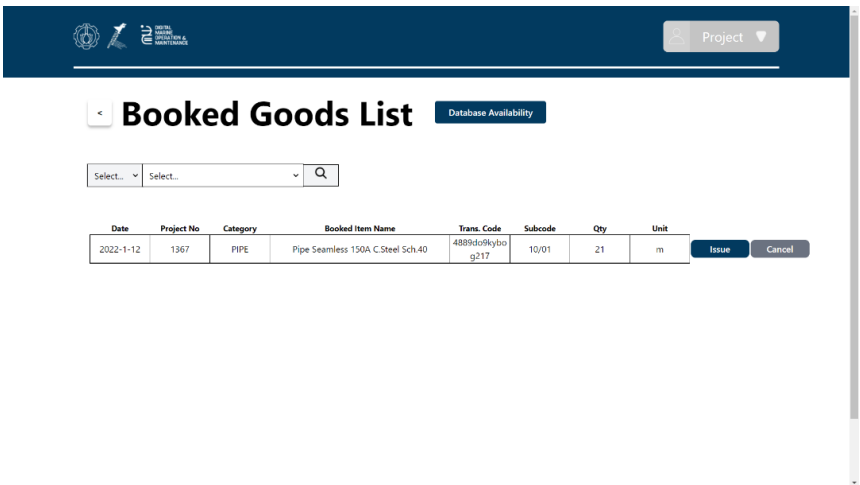 DIGITAL
MARINE
OPERATION &
MAINTENANCE
Project ▼
< Booked Goods List Database Availability
Select... Select...
Date Project No Category Booked Item Name Trans. Code Subcode Qty Unit
2022-1-12 1367 PIPE Pipe Seamless 150A C.Steel Sch.40 4889do9kybo 10/01 21 m Issue Cancel
g217